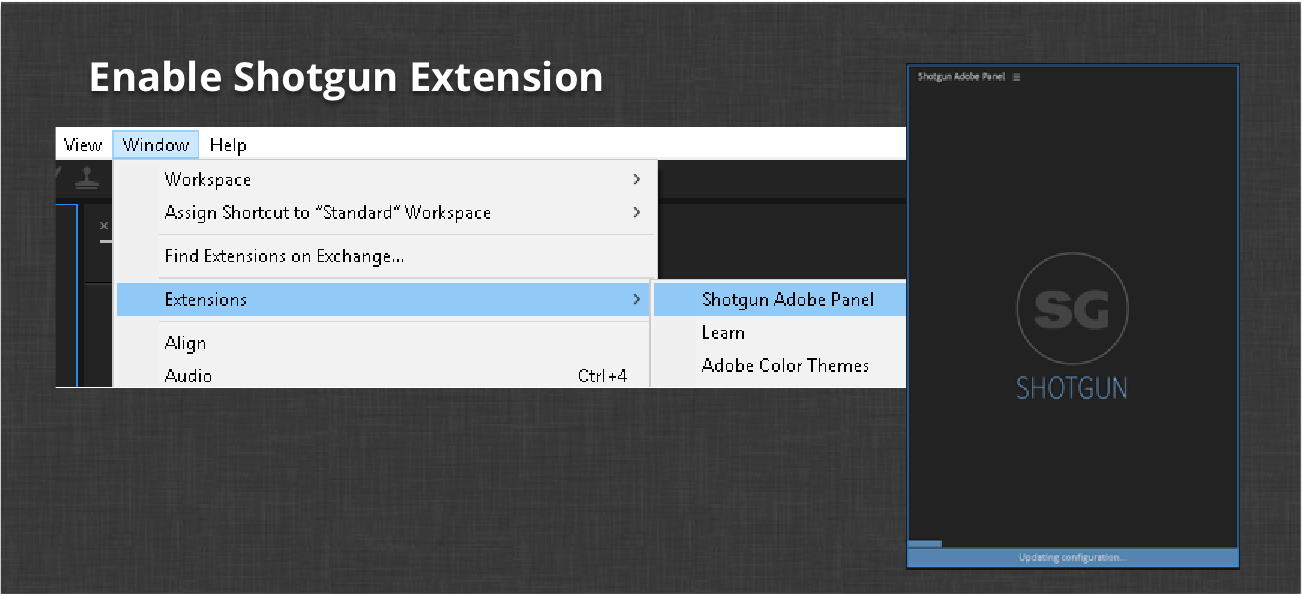 Enable Shotgun Extension
View Window Help
Workspace
Assign Shortcut to “Standard” Workspace
Find Extensions on Exchange...
Extensions
Align
Audio Ctrl+4
Shotgun Adobe Panel
Learn
Adobe Color Themes
Shotgun Adobe Panel
SG
SHOTGUN
Updating configuration...